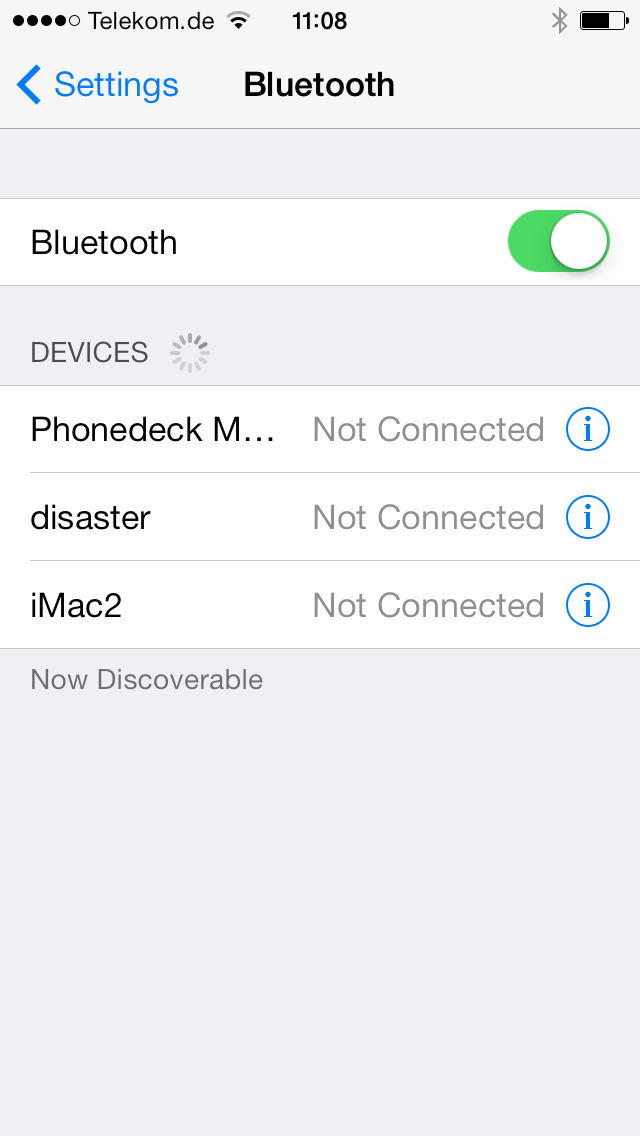 Telekom.de 11:08
Settings Bluetooth
Bluetooth
DEVICES
Phonedeck M... Not Connected
disaster Not Connected
iMac2 Not Connected
Now Discoverable